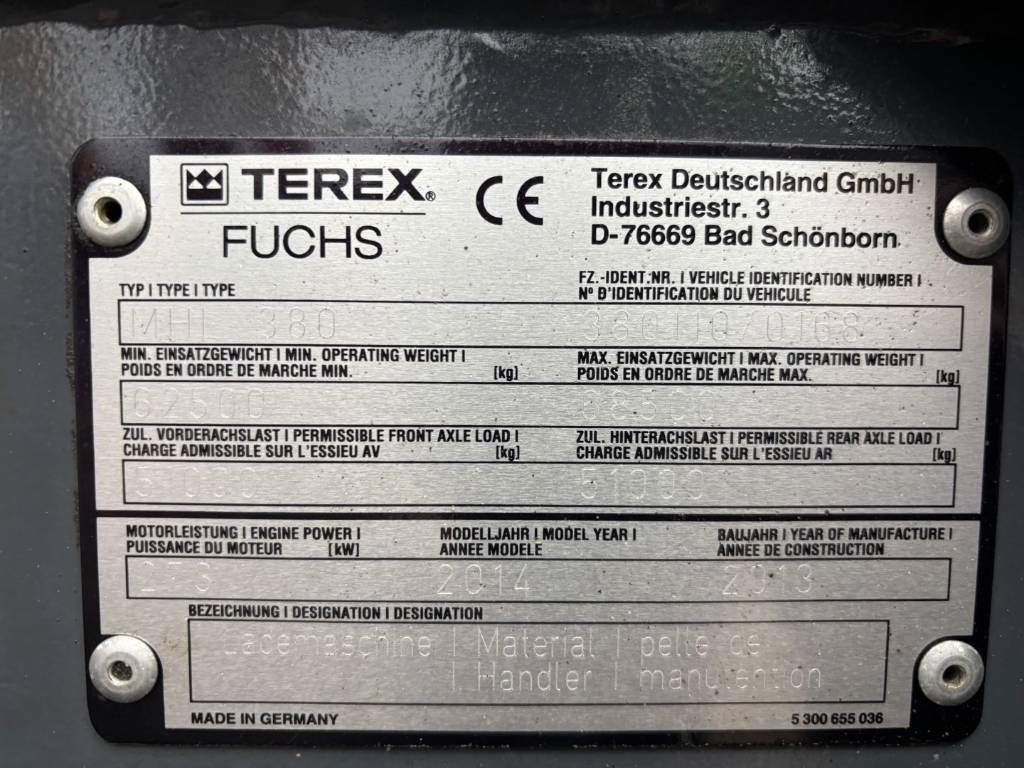 TEREX®
FUCHS
CE
Terex Deutschland GmbH
Industriestr. 3
D-76669 Bad Schönborn
TYP I TYPE I TYPE
FZ.-IDENT.NR. I VEHICLE IDENTIFICATION NUMBER I
N° D'IDENTIFICATION DU VEHICULE
MHL 380
MIN. EINSATZGEWICHT I MIN. OPERATING WEIGHT I
POIDS EN ORDRE DE MARCHE MIN. [kg]
MAX. EINSATZGEWICHT I MAX. OPERATING WEIGHT I
POIDS EN ORDRE DE MARCHE MAX. [kg]
62500
ZUL. VORDERACHSLAST I PERMISSIBLE FRONT AXLE LOAD I
CHARGE ADMISSIBLE SUR L'ESSIEU AV [kg]
ZUL. HINTERACHSLAST I PERMISSIBLE REAR AXLE LOAD I
CHARGE ADMISSIBLE SUR L'ESSIEU AR [kg]
51000
MOTORLEISTUNG I ENGINE POWER I
PUISSANCE DU MOTEUR [kW]
MODELLJAHR I MODEL YEAR I
ANNEE MODELE
BAUJAHR I YEAR OF MANUFACTURE I
ANNEE DE CONSTRUCTION
2014 2013
BEZEICHNUNG I DESIGNATION I DESIGNATION
Lademaschine | Material | pelle de
| Handler | manutention
MADE IN GERMANY
5 300 655 036